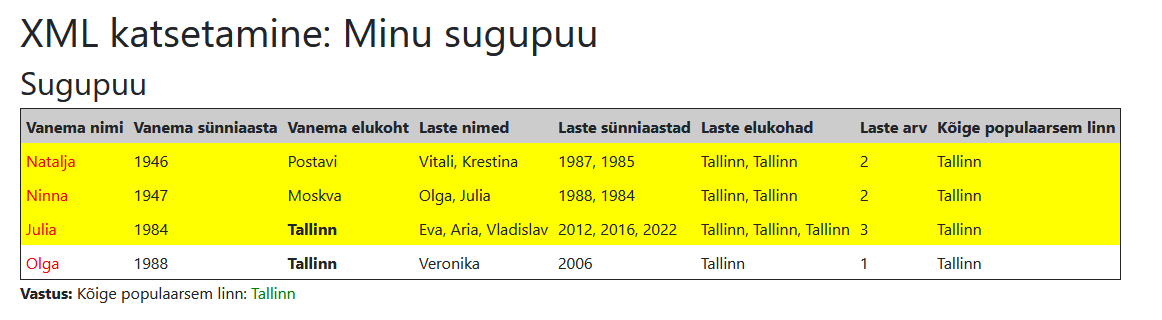 XML katsetamine: Minu sugupuu
Sugupuu
Vanema nimi Vanema sünniaasta Vanema elukoht Laste nimed Laste sünniaastad Laste elukohad Laste arv Kõige populaarsem linn
Natalja 1946 Postavi Vitali, Krestina 1987, 1985 Tallinn, Tallinn 2 Tallinn
Ninna 1947 Moskva Olga, Julia 1988, 1984 Tallinn, Tallinn 2 Tallinn
Julia 1984 Tallinn Eva, Aria, Vladislav 2012, 2016, 2022 Tallinn, Tallinn, Tallinn 3 Tallinn
Olga 1988 Tallinn Veronika 2006 Tallinn 1 Tallinn
Vastus: Kõige populaarsem linn: Tallinn